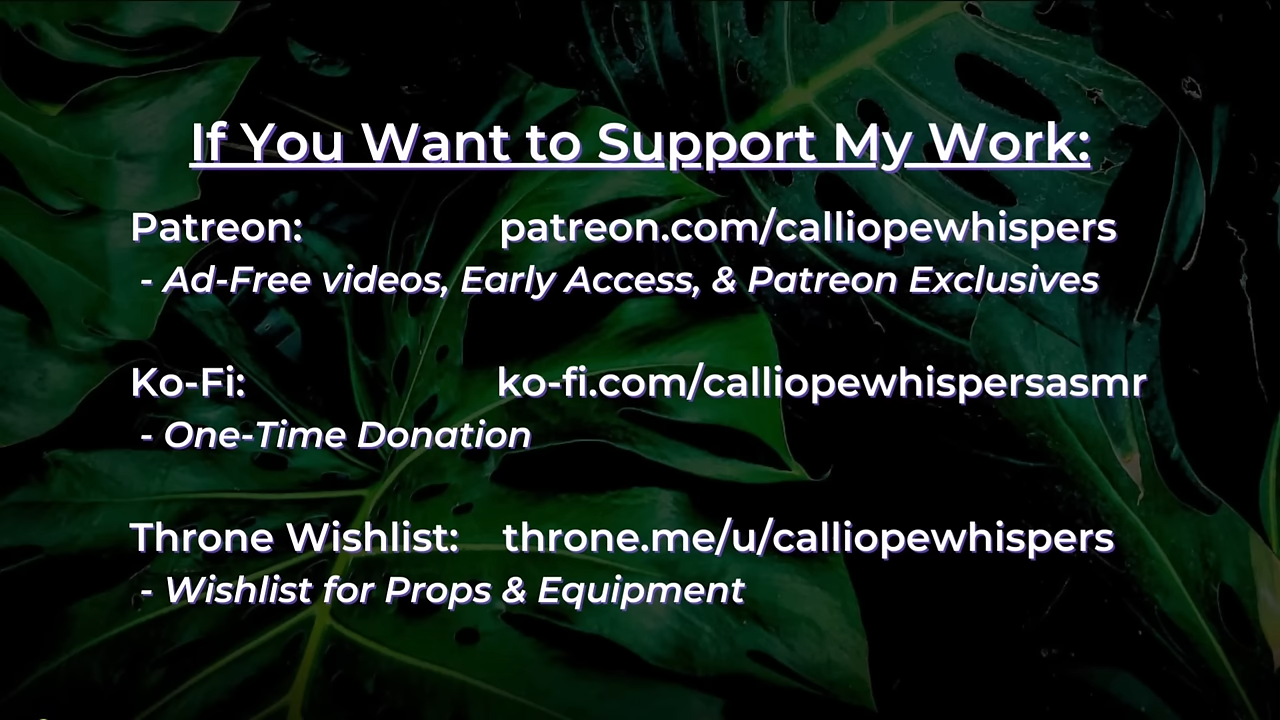 If You Want to Support My Work:
Patreon: patreon.com/calliopewhispers
- Ad-Free videos, Early Access, & Patreon Exclusives
Ko-Fi: ko-fi.com/calliopewhispersasmr
- One-Time Donation
Throne Wishlist: throne.me/u/calliopewhispers
- Wishlist for Props & Equipment